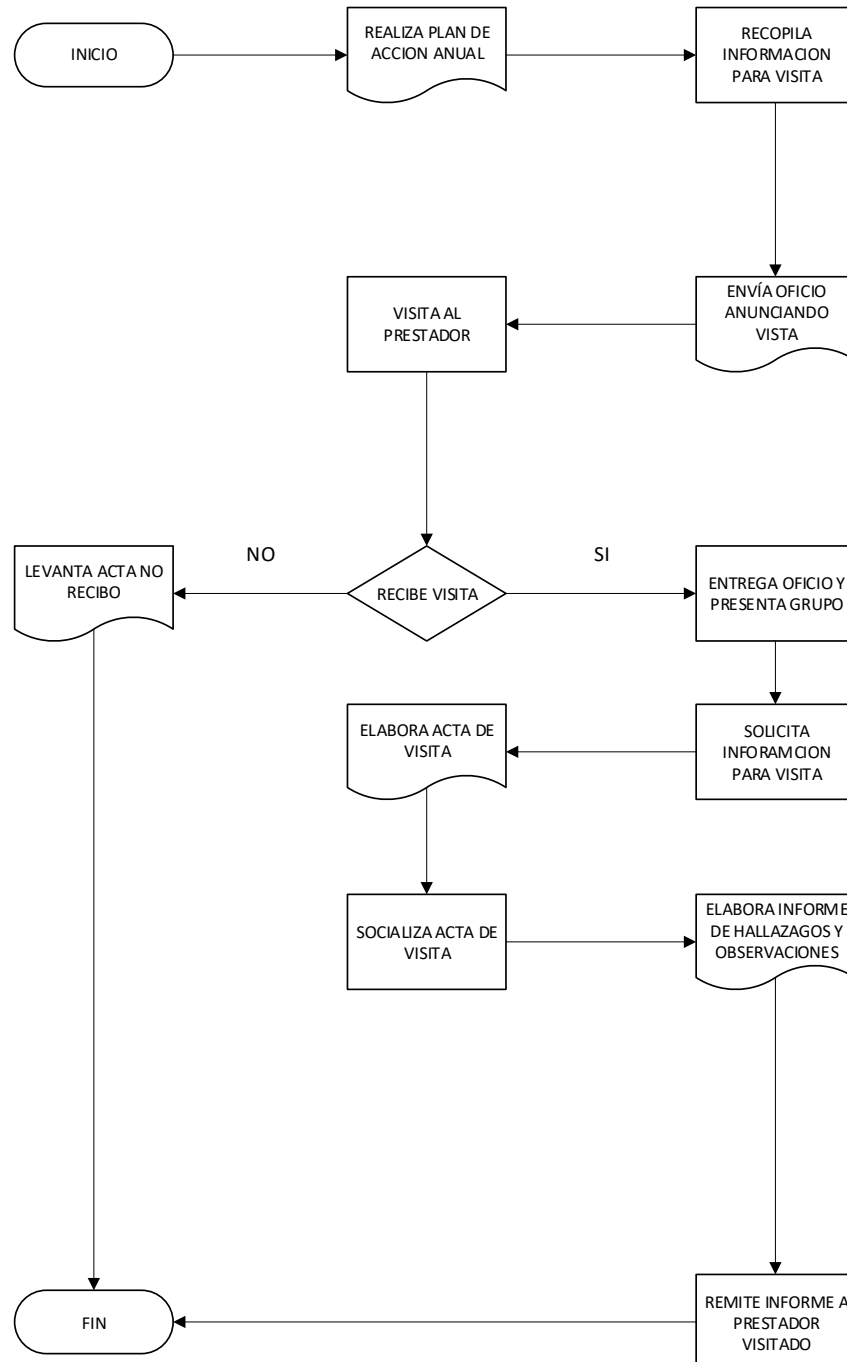 INICIO
REALIZA PLAN DE
ACCION ANUAL
RECOPILA
INFORMACION
PARA VISITA
VISITA AL
PRESTADOR
ENVÍA OFICIO
ANUNCIANDO
VISTA
LEVANTA ACTA NO
RECIBO
NO
RECIBE VISITA
SI
ENTREGA OFICIO Y
PRESENTA GRUPO
ELABORA ACTA DE
VISITA
SOLICITA
INFORAMCION
PARA VISITA
SOCIALIZA ACTA DE
VISITA
ELABORA INFORME
DE HALLAZAGOS Y
OBSERVACIONES
FIN
REMITE INFORME A
PRESTADOR
VISITADO